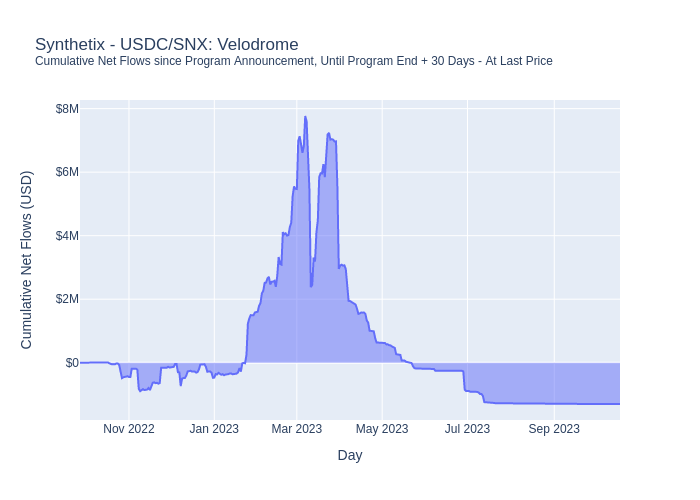 Synthetix - USDC/SNX: Velodrome
Cumulative Net Flows since Program Announcement, Until Program End + 30 Days - At Last Price
$8M
$6M
$4M
$2M
$0
Cumulative Net Flows (USD)
Nov 2022 Jan 2023 Mar 2023 May 2023 Jul 2023 Sep 2023
Day